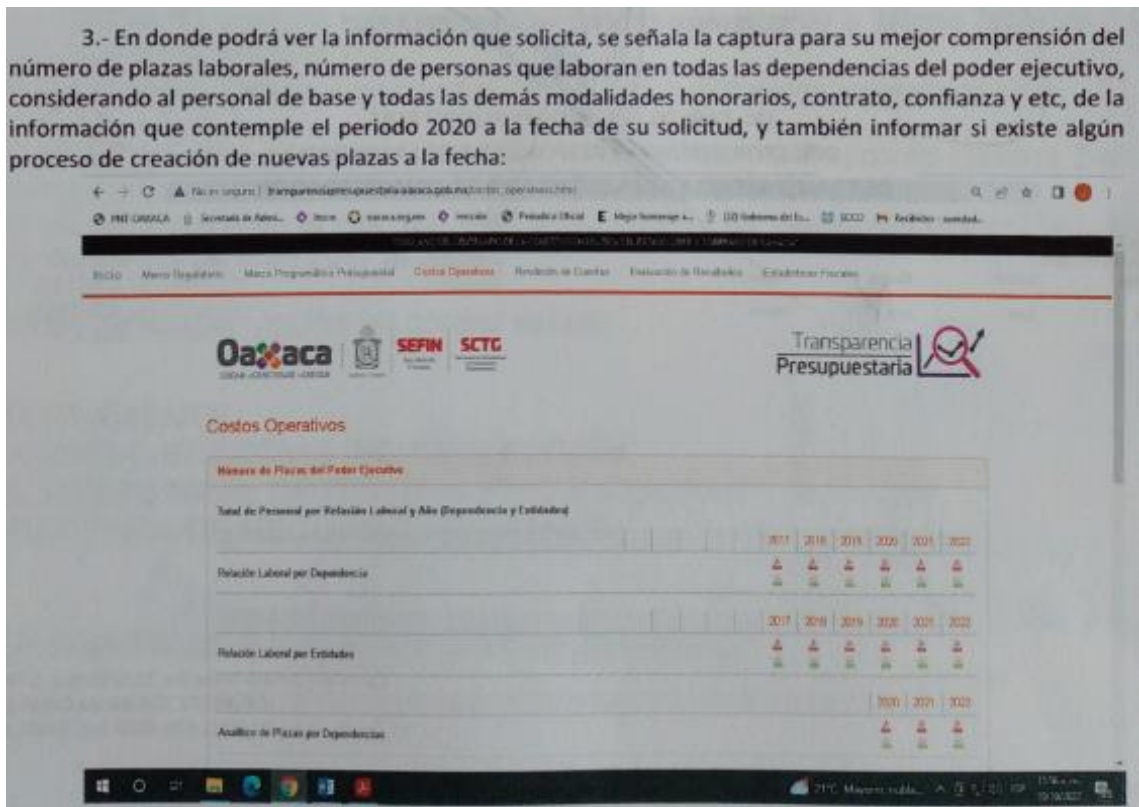 3.- En donde podrá ver la información que solicita, se señala la captura para su mejor comprensión del
número de plazas laborales, número de personas que laboran en todas las dependencias del poder ejecutivo,
considerando al personal de base y todas las demás modalidades honorarios, contrato, confianza y etc, de la
información que contemple el periodo 2020 a la fecha de su solicitud, y también informar si existe algún
proceso de creación de nuevas plazas a la fecha:
No es seguro
PNT OAXACA
Inicio Marco Regulatorio Marco Programático Presupuestal Costos Operativos Rendición de Cuentas Evaluación de Resultados Estadísticas Fiscales
Oaxaca SEFIN SCTG
Transparencia
Presupuestaria
Costos Operativos
Número de Plazas del Poder Ejecutivo
Total de Personal por Relación Laboral y Año (Dependencia y Entidades)
2017 2018 2019 2020 2021 2022
Relación Laboral por Dependencia
2017 2018 2019 2020 2021 2022
Relación Laboral por Entidades
2020 2021 2022
Analítico de Plazas por Dependencias
21°C